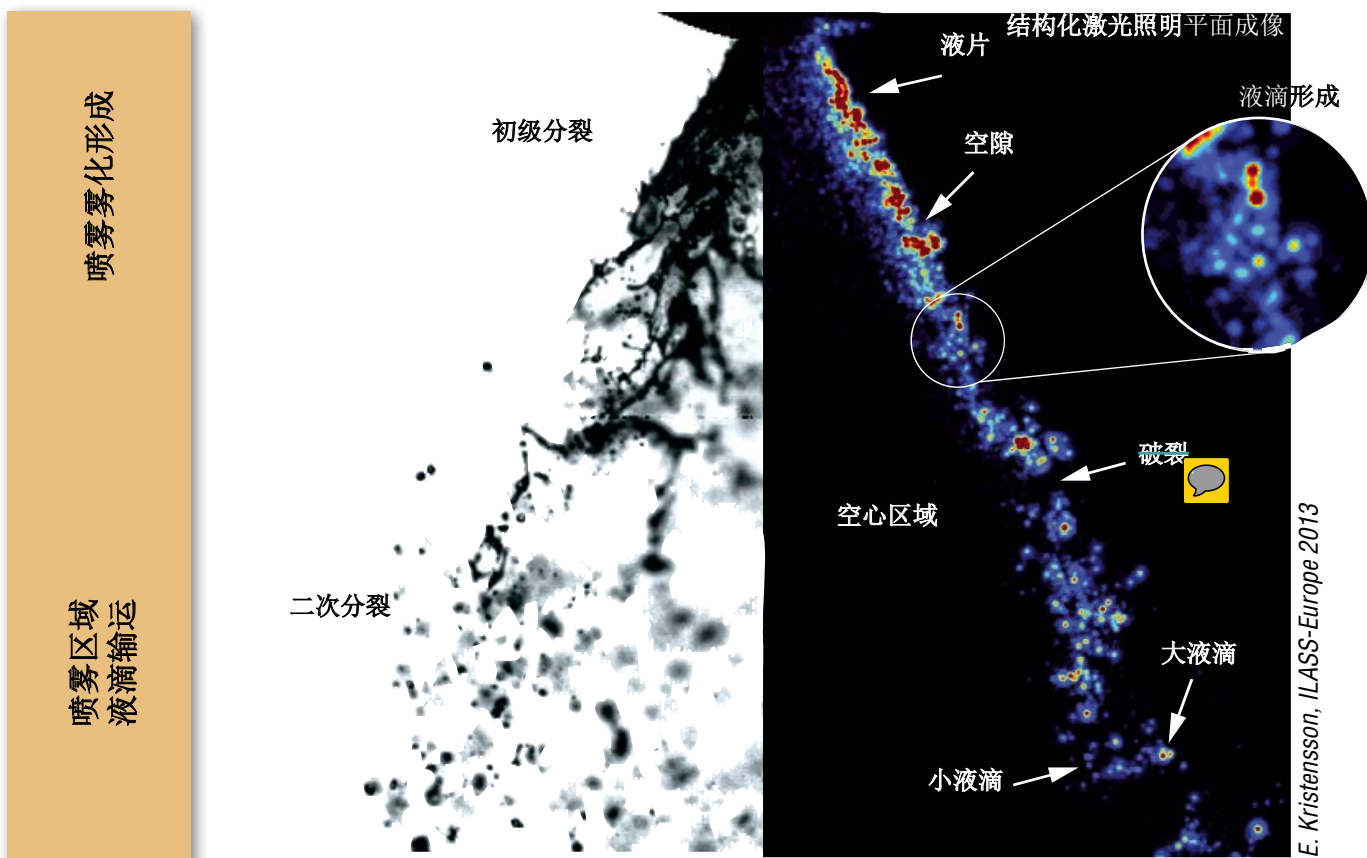 喷雾雾化形成
喷雾区域
液滴输运
初级分裂
二次分裂
结构化激光照明平面成像
液片
液滴形成
空隙
破裂
空心区域
大液滴
小液滴
E. Kristensson, ILASS-Europe 2013